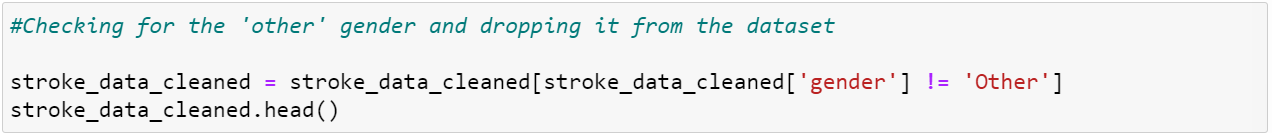 #Checking for the 'other' gender and dropping it from the dataset
stroke_data_cleaned = stroke_data_cleaned[stroke_data_cleaned['gender'] != 'Other']
stroke_data_cleaned.head()